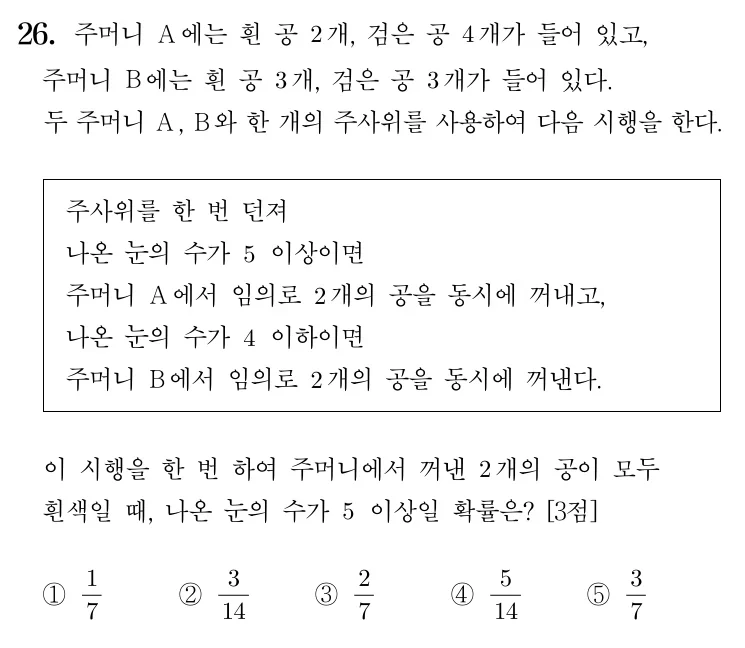 26. 주머니 A에는 흰 공 2개, 검은 공 4개가 들어 있고,
주머니 B에는 흰 공 3개, 검은 공 3개가 들어 있다.
두 주머니 A, B와 한 개의 주사위를 사용하여 다음 시행을 한다.
주사위를 한 번 던져
나온 눈의 수가 5 이상이면
주머니 A에서 임의로 2개의 공을 동시에 꺼내고,
나온 눈의 수가 4 이하이면
주머니 B에서 임의로 2개의 공을 동시에 꺼낸다.
이 시행을 한 번 하여 주머니에서 꺼낸 2개의 공이 모두
흰색일 때, 나온 눈의 수가 5 이상일 확률은? [3점]
① 1/7 ② 3/14 ③ 2/7 ④ 5/14 ⑤ 3/7